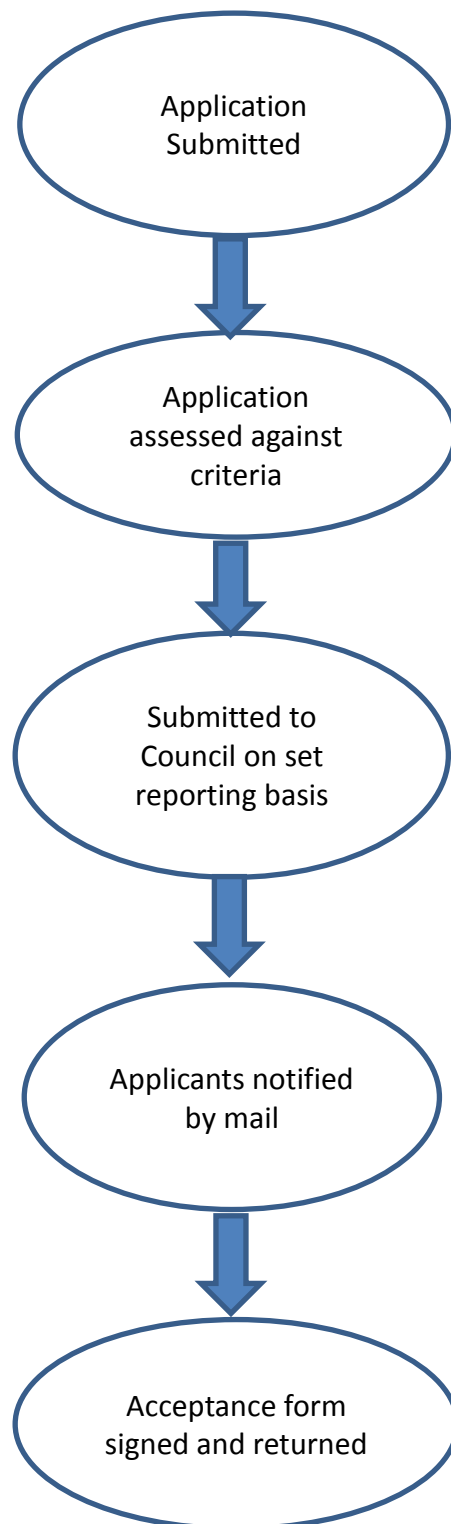 Application
Submitted
Application
assessed against
criteria
Submitted to
Council on set
reporting basis
Applicants notified
by mail
Acceptance form
signed and returned